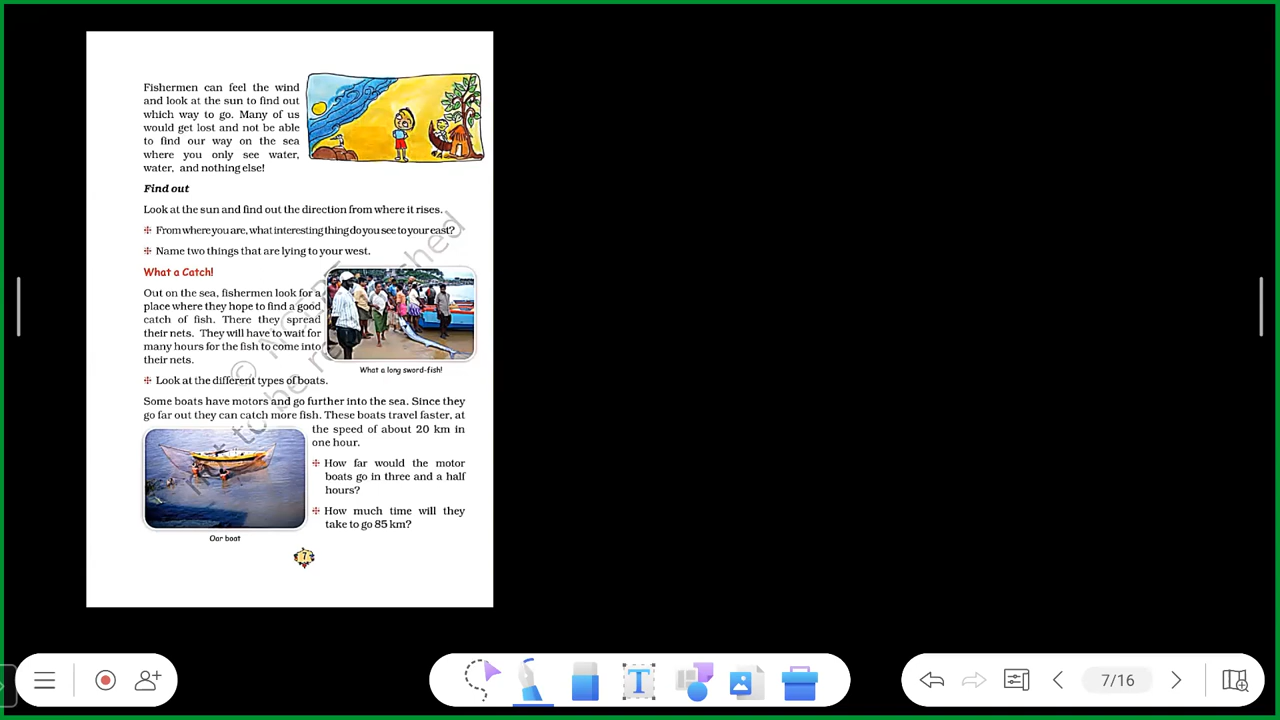 Fishermen can feel the wind
and look at the sun to find out
which way to go. Many of us
would get lost and not be able
to find our way on the sea
where you only see water,
water, and nothing else!
Find out
Look at the sun and find out the direction from where it rises.
From where you are, what interesting thing do you see to your east?
Name two things that are lying to your west.
What a Catch!
Out on the sea, fishermen look for a
place where they hope to find a good
catch of fish. There they spread
their nets. They will have to wait for
many hours for the fish to come into
their nets.
What a long sword-fish!
Look at the different types of boats.
Some boats have motors and go further into the sea. Since they
go far out they can catch more fish. These boats travel faster, at
the speed of about 20 km in
one hour.
How far would the motor
boats go in three and a half
hours?
How much time will they
take to go 85 km?
Oar boat
7
© NCERT
not to be republished
T
7/16